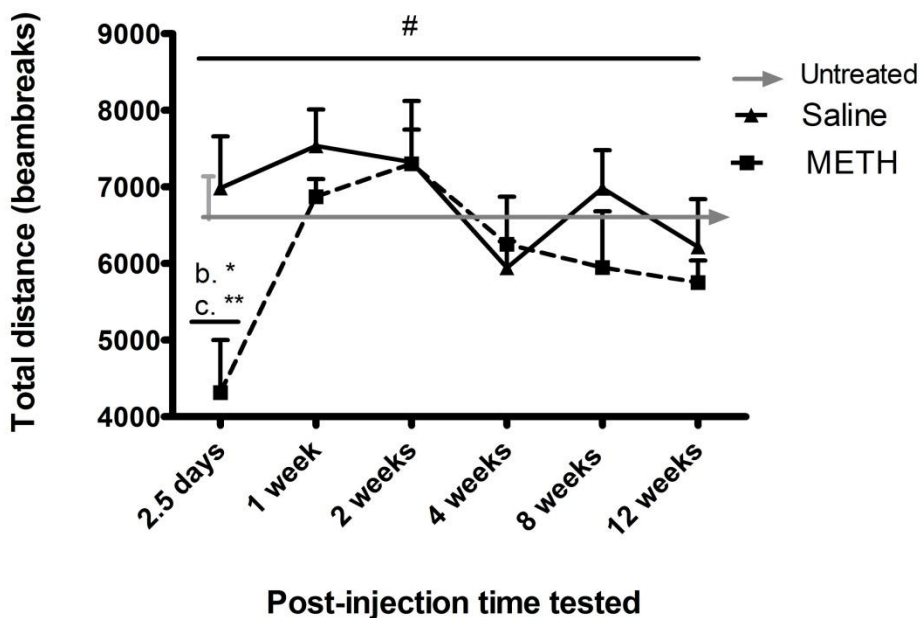 Total distance (beambreaks)
9000
8000
7000
6000
5000
4000
#
b. *
c. **
Untreated
Saline
METH
2.5 days
1 week
2 weeks
4 weeks
8 weeks
12 weeks
Post-injection time tested